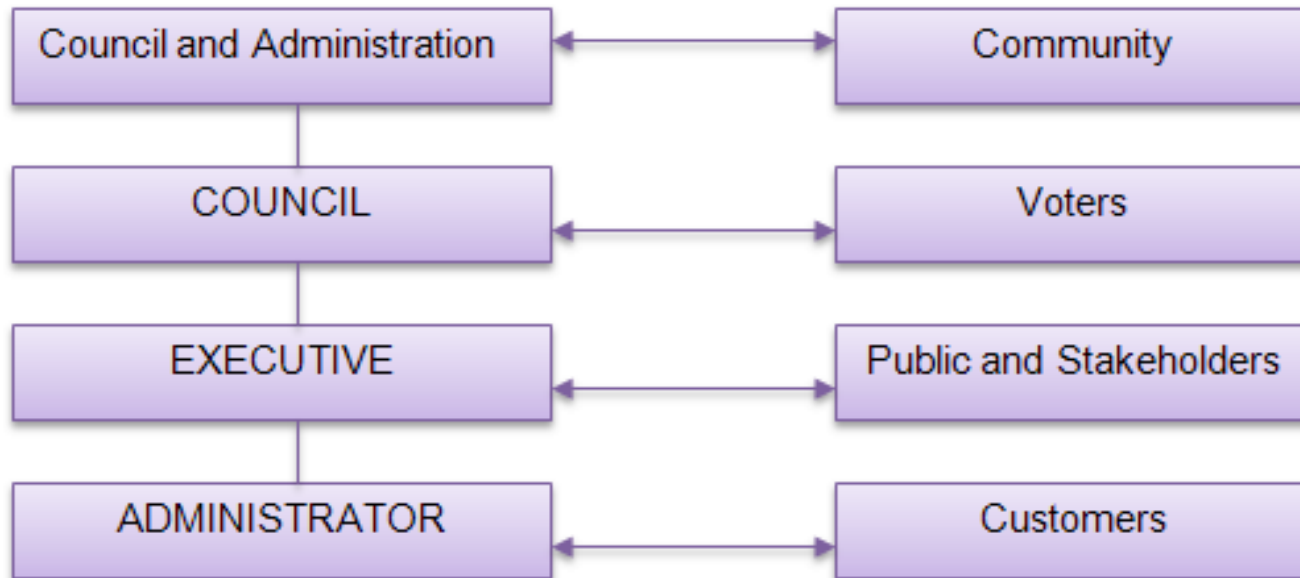 Council and Administration
Community
COUNCIL
Voters
EXECUTIVE
Public and Stakeholders
ADMINISTRATOR
Customers